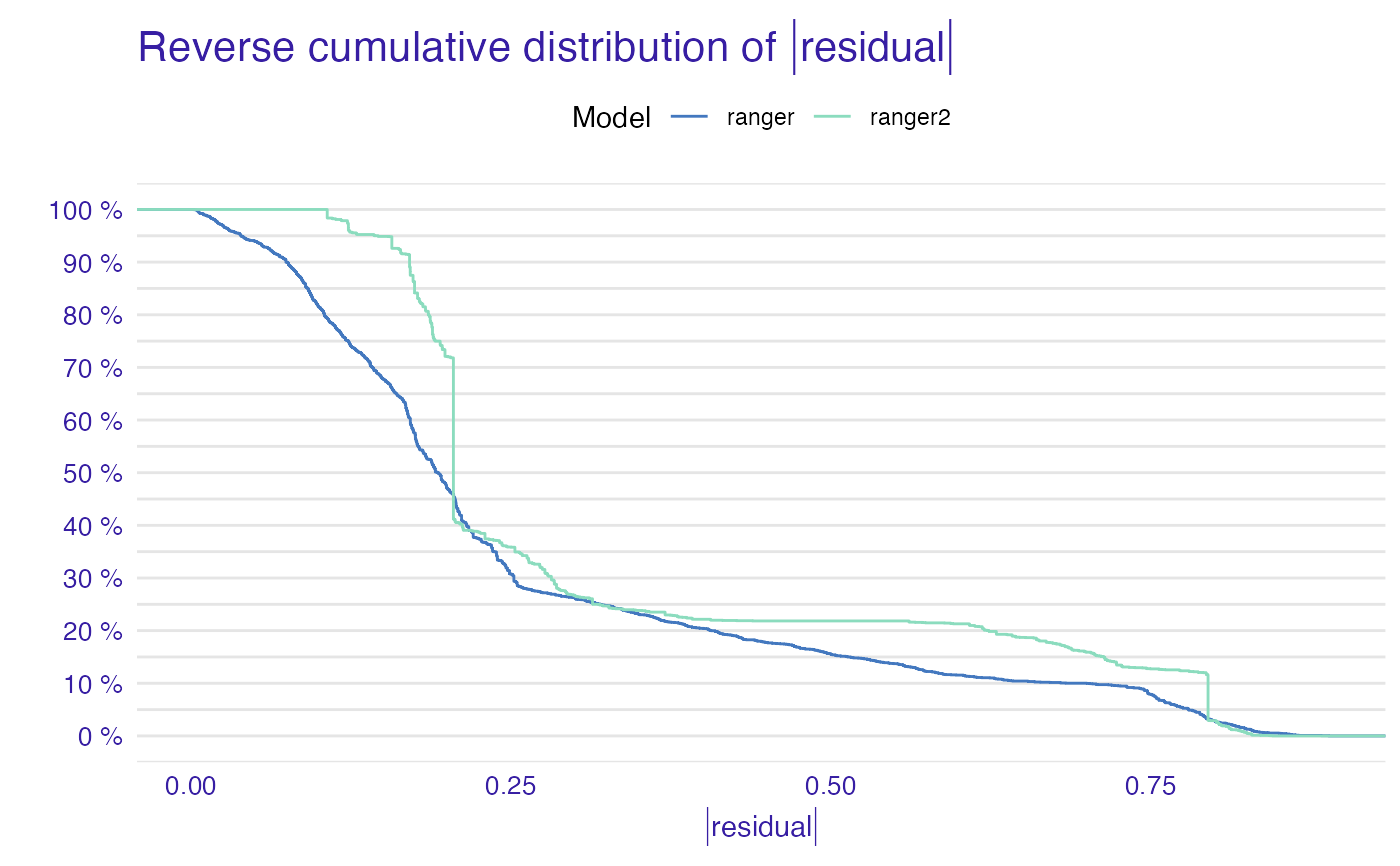 Reverse cumulative distribution of |residual|
Model ranger ranger2
100 %
90 %
80 %
70 %
60 %
50 %
40 %
30 %
20 %
10 %
0 %
0.00 0.25 0.50 0.75
|residual|